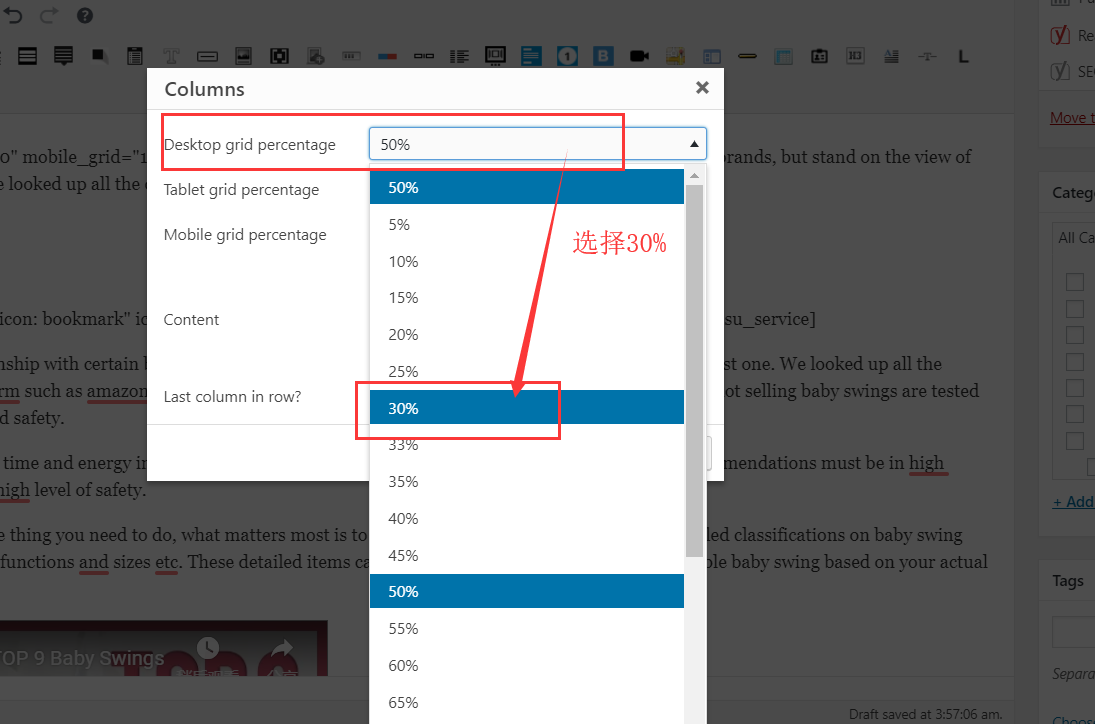 Re
SEO
Move t
Columns
Desktop grid percentage
50%
0" mobile_grid="1
orands, but stand on the view of
e looked up all the
Tablet grid percentage
50%
Categ
5%
Mobile grid percentage
选择30%
All Ca
10%
15%
icon: bookmark" ic
Content
su_service]
20%
nship with certain b
st one. We looked up all the
25%
rm such as amazon
ot selling baby swings are tested
Last column in row?
30%
d safety.
33%
time and energy in
mendations must be in high
high level of safety.
35%
+ Add
40%
e thing you need to do, what matters most is to
led classifications on baby swing
45%
functions and sizes etc. These detailed items ca
ble baby swing based on your actual
Tags
50%
55%
TOP 9 Baby Swings
60%
Separa
65%
Draft saved at 3:57:06 am.
Choos